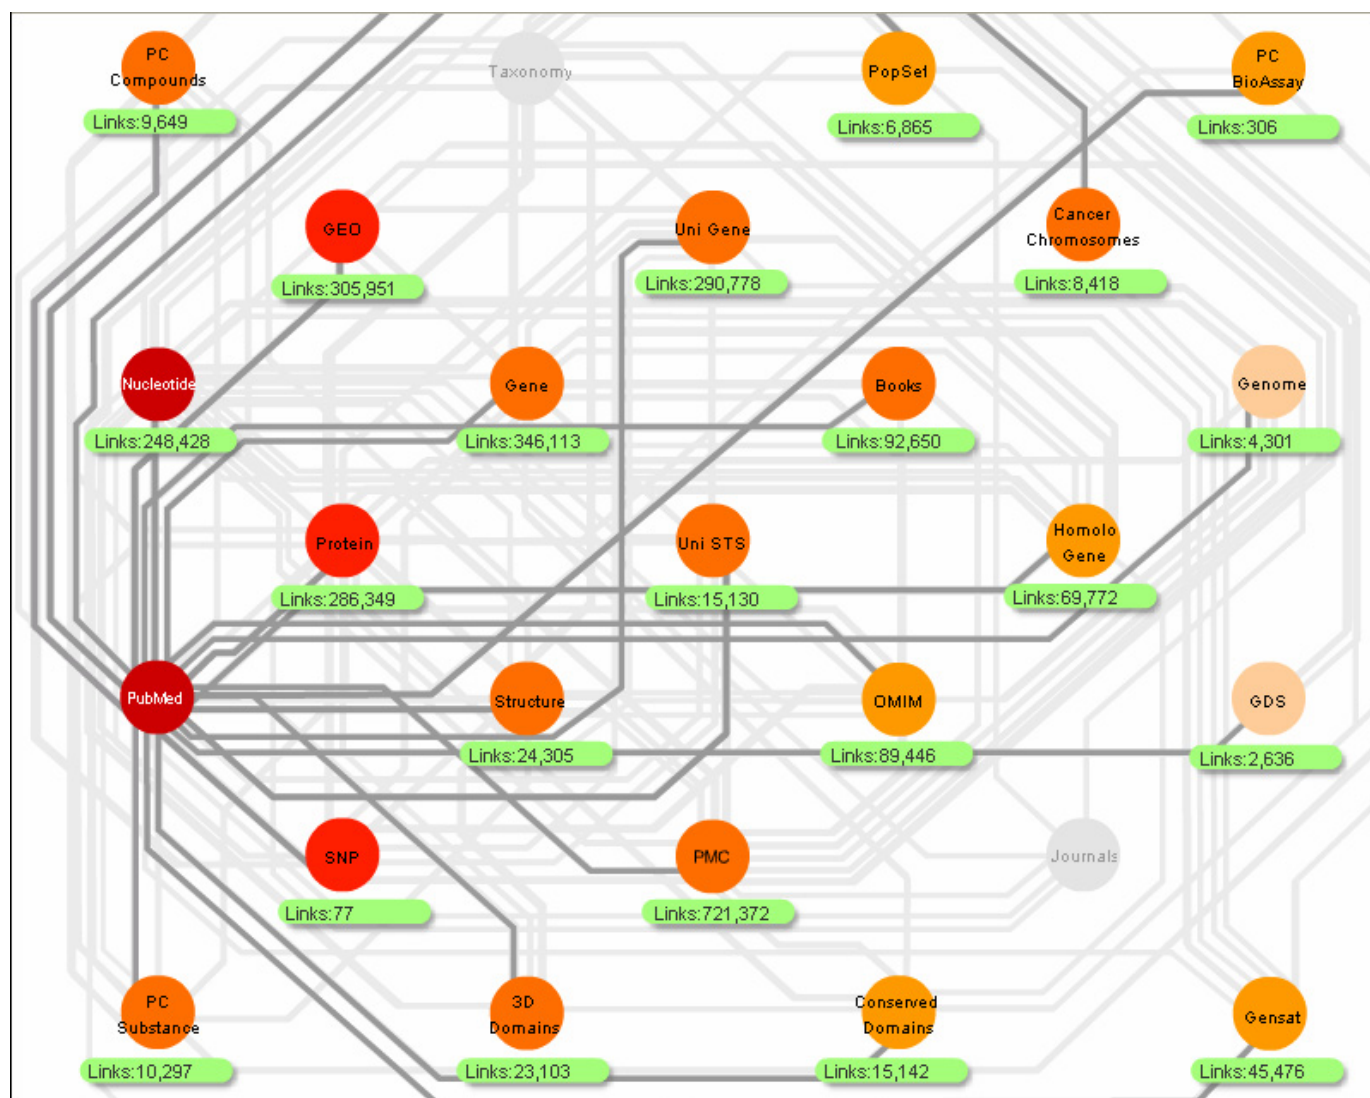 PC
Compounds
Links:9,649
Taxonomy
PopSet
Links:6,865
PC
BioAssay
Links:306
GEO
Links:305,951
Uni Gene
Links:290,778
Cancer
Chromosomes
Links:8,418
Nucleotide
Links:248,428
Gene
Links:346,113
Books
Links:92,650
Genome
Links:4,301
Protein
Links:286,349
Uni STS
Links:15,130
Homolo
Gene
Links:69,772
PubMed
Structure
Links:24,305
OMIM
Links:89,446
GDS
Links:2,636
SNP
Links:77
PMC
Links:721,372
Journals
PC
Substance
Links:10,297
3D
Domains
Links:23,103
Conserved
Domains
Links:15,142
Gensat
Links:45,476